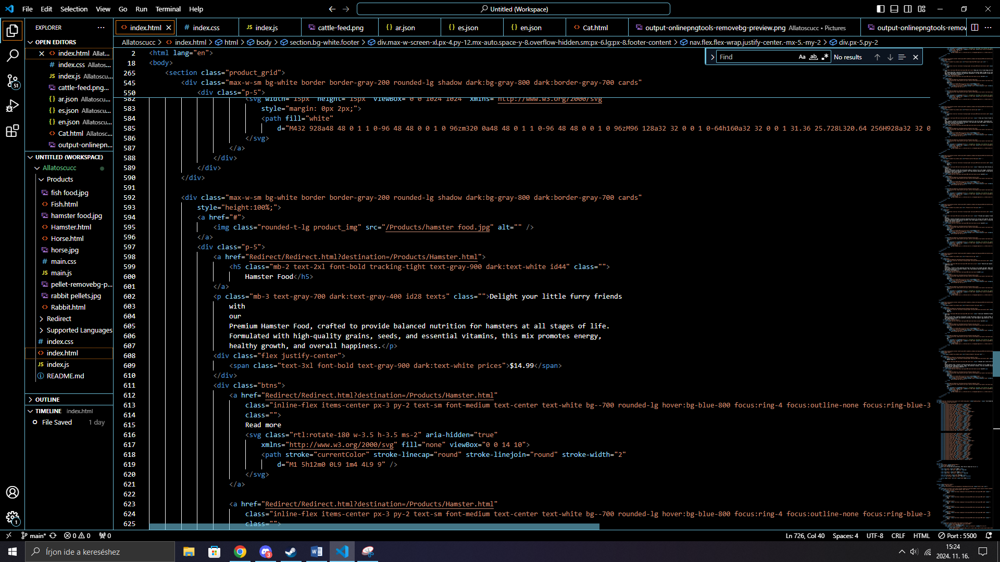 File Edit Selection View Go Run Terminal Help
Untitled (Workspace)
EXPLORER
index.html
index.css
index.js
cattle-feed.png
ar.json
es.json
en.json
Cat.html
output-onlinepngtools-removebg-preview.png Allatoscucc • Pictures
output-onlinepngtools-remov
OPEN EDITORS
index.html Allat...
index.css Allatos...
index.js Allatoscu...
cattle-feed.png...
ar.json Allatoscu...
es.json Allatoscu...
en.json Allatoscu...
Cat.html Allatosc...
output-onlinepn...
UNTITLED (WORKSPACE)
Allatoscucc
Products
fish food.jpg
Fish.html
hamster food.jpg
Hamster.html
Horse.html
horse.jpg
main.css
main.js
pellet-removebg-p...
rabbit pellets.jpg
Rabbit.html
Redirect
Supported Languages
index.css
index.html
index.js
README.md
OUTLINE
TIMELINE index.html
File Saved 1 day
51
1
Allatoscucc > index.html > html > body > section.bg-white.footer > div.max-w-screen-xl.px-4.py-12.mx-auto.space-y-8.overflow-hidden.sm:px-6.lg:px-8.footer-content > nav.flex.flex-wrap.justify-center.-mx-5.-my-2 > div.px-5.py-2
Find Aa ab .* No results
2 <html lang="en">
18 <body>
265 <section class="product_grid">
545 <div class="max-w-sm bg-white border border-gray-200 rounded-lg shadow dark:bg-gray-800 dark:border-gray-700 cards"
550 <div class="p-5">
582 <svg width="15px" height="15px" viewBox="0 0 1024 1024" xmlns="http://www.w3.org/2000/svg"
583 style="margin: 0px 2px;">
584 <path fill="white"
585 d="M432 928a48 48 0 1 1 0-96 48 48 0 0 1 0 96zm320 0a48 48 0 1 1 0-96 48 48 0 0 1 0 96zM96 128a32 32 0 0 1 0-64h160a32 32 0 0 1 31.36 25.728L320.64 256H928a32 32 0
586 </svg>
587 </a>
588 </div>
589 </div>
590 </div>
591
592 <div class="max-w-sm bg-white border border-gray-200 rounded-lg shadow dark:bg-gray-800 dark:border-gray-700 cards"
593 style="height:100%;">
594 <a href="#">
595 <img class="rounded-t-lg product_img" src="/Products/hamster food.jpg" alt="" />
596 </a>
597 <div class="p-5">
598 <a href="Redirect/Redirect.html?destination=/Products/Hamster.html">
599 <h5 class="mb-2 text-2xl font-bold tracking-tight text-gray-900 dark:text-white id44" class="">
600 Hamster Food</h5>
601 </a>
602 <p class="mb-3 text-gray-700 dark:text-gray-400 id28 texts" class="">Delight your little furry friends
603 with
604 our
605 Premium Hamster Food, crafted to provide balanced nutrition for hamsters at all stages of life.
606 Formulated with high-quality grains, seeds, and essential vitamins, this mix promotes energy,
607 healthy growth, and overall happiness.</p>
608 <div class="flex justify-center">
609 <span class="text-3xl font-bold text-gray-900 dark:text-white prices">$14.99</span>
610 </div>
611 <div class="btns">
612 <a href="Redirect/Redirect.html?destination=/Products/Hamster.html"
613 class="inline-flex items-center px-3 py-2 text-sm font-medium text-center text-white bg--700 rounded-lg hover:bg-blue-800 focus:ring-4 focus:outline-none focus:ring-blue-3
614 class="">
615 Read more
616 <svg class="rtl:rotate-180 w-3.5 h-3.5 ms-2" aria-hidden="true"
617 xmlns="http://www.w3.org/2000/svg" fill="none" viewBox="0 0 14 10">
618 <path stroke="currentColor" stroke-linecap="round" stroke-linejoin="round" stroke-width="2"
619 d="M1 5h12m0 0L9 1m4 4L9 9" />
620 </svg>
621 </a>
622
623 <a href="Redirect/Redirect.html?destination=/Products/Hamster.html"
624 class="inline-flex items-center px-3 py-2 text-sm font-medium text-center text-white bg--700 rounded-lg hover:bg-blue-800 focus:ring-4 focus:outline-none focus:ring-blue-3
625 class="">
main* 0 0 0
Ln 726, Col 40 Spaces: 4 UTF-8 CRLF HTML Port : 5500
Írjon ide a kereséshez
3
15:24
2024. 11. 16.